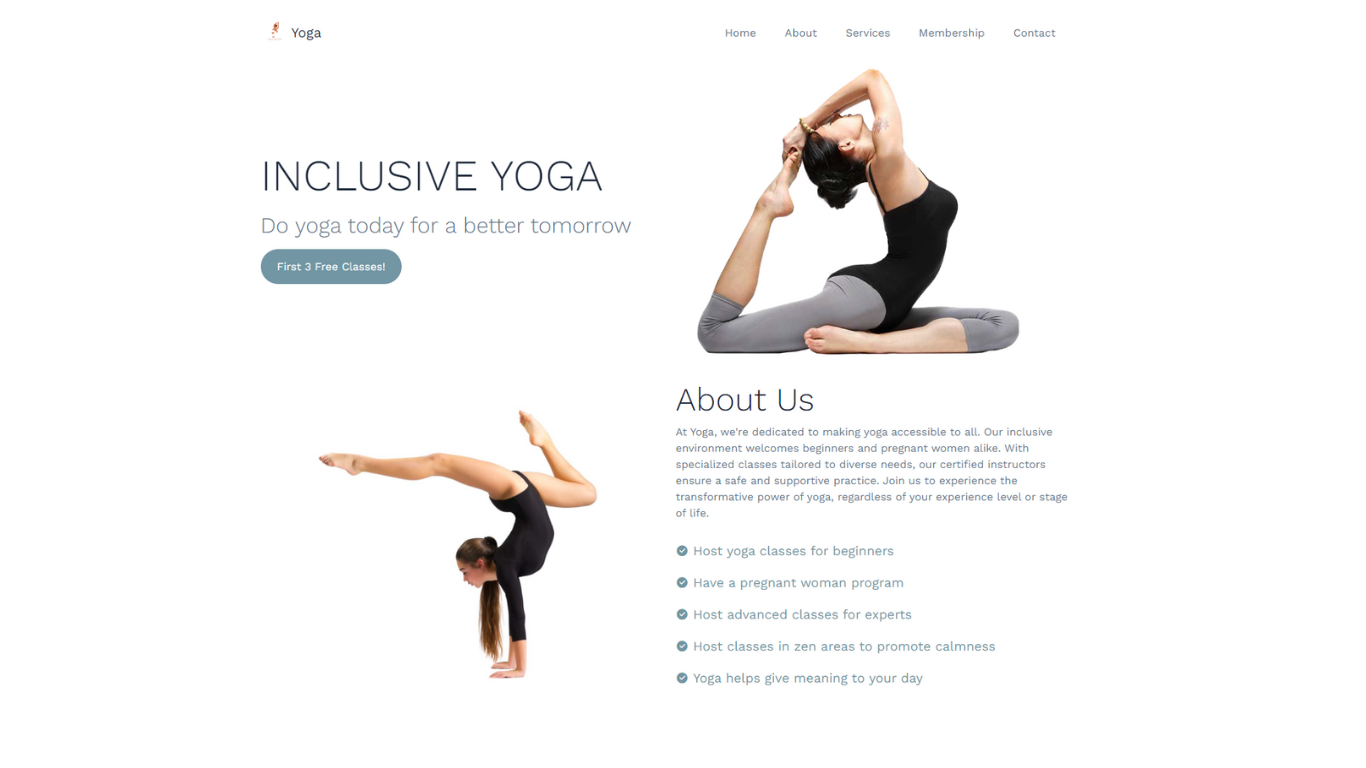 Yoga
Home About Services Membership Contact
INCLUSIVE YOGA
Do yoga today for a better tomorrow
First 3 Free Classes!
About Us
At Yoga, we're dedicated to making yoga accessible to all. Our inclusive
environment welcomes beginners and pregnant women alike. With
specialized classes tailored to diverse needs, our certified instructors
ensure a safe and supportive practice. Join us to experience the
transformative power of yoga, regardless of your experience level or stage
of life.
Host yoga classes for beginners
Have a pregnant woman program
Host advanced classes for experts
Host classes in zen areas to promote calmness
Yoga helps give meaning to your day